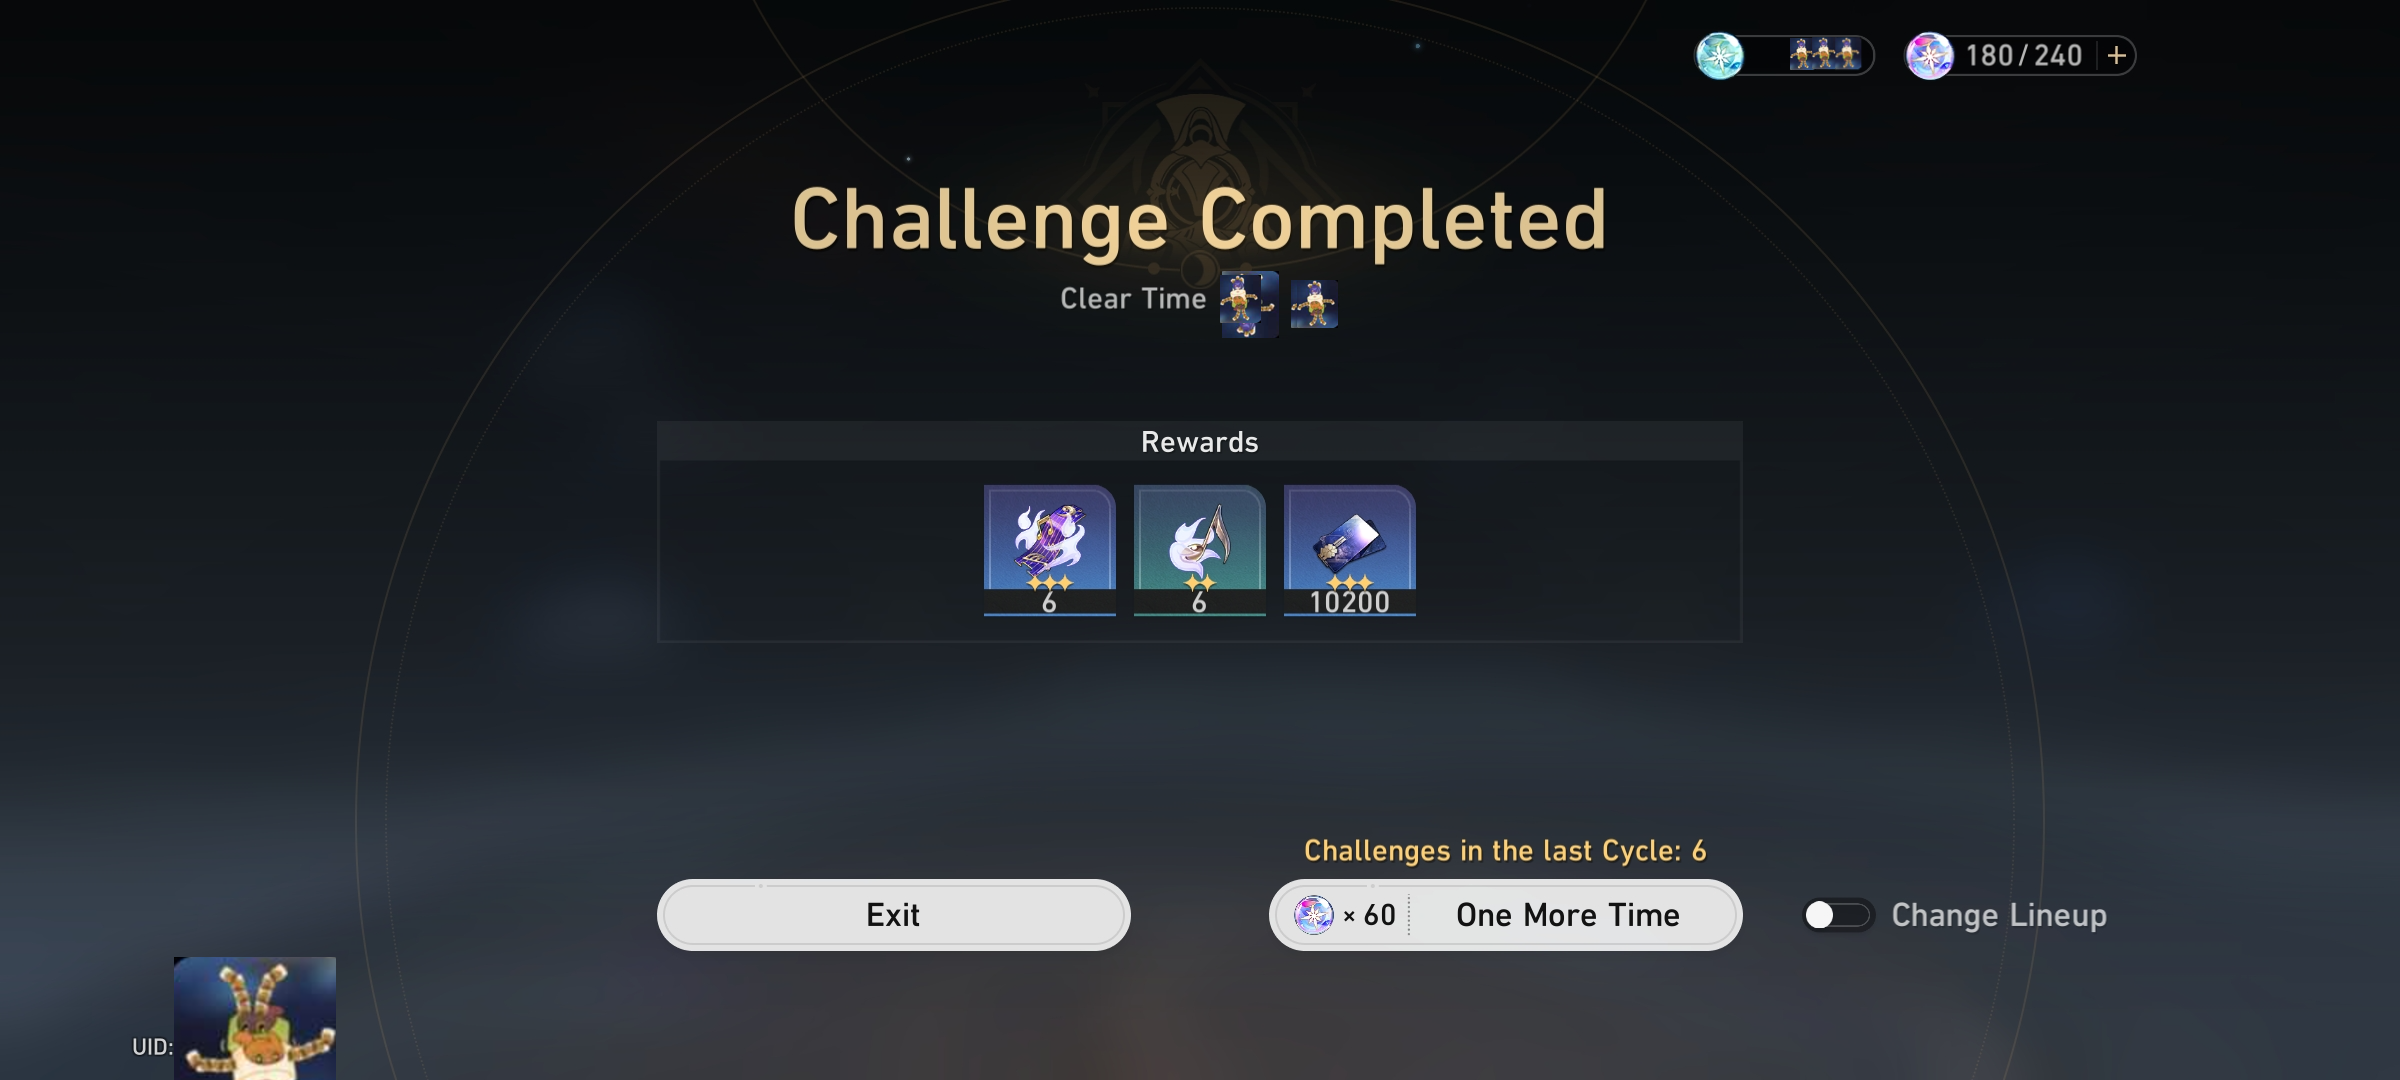 180/240
Challenge Completed
Clear Time
Rewards
6
6
10200
Challenges in the last Cycle: 6
Exit
× 60
One More Time
Change Lineup
UID: